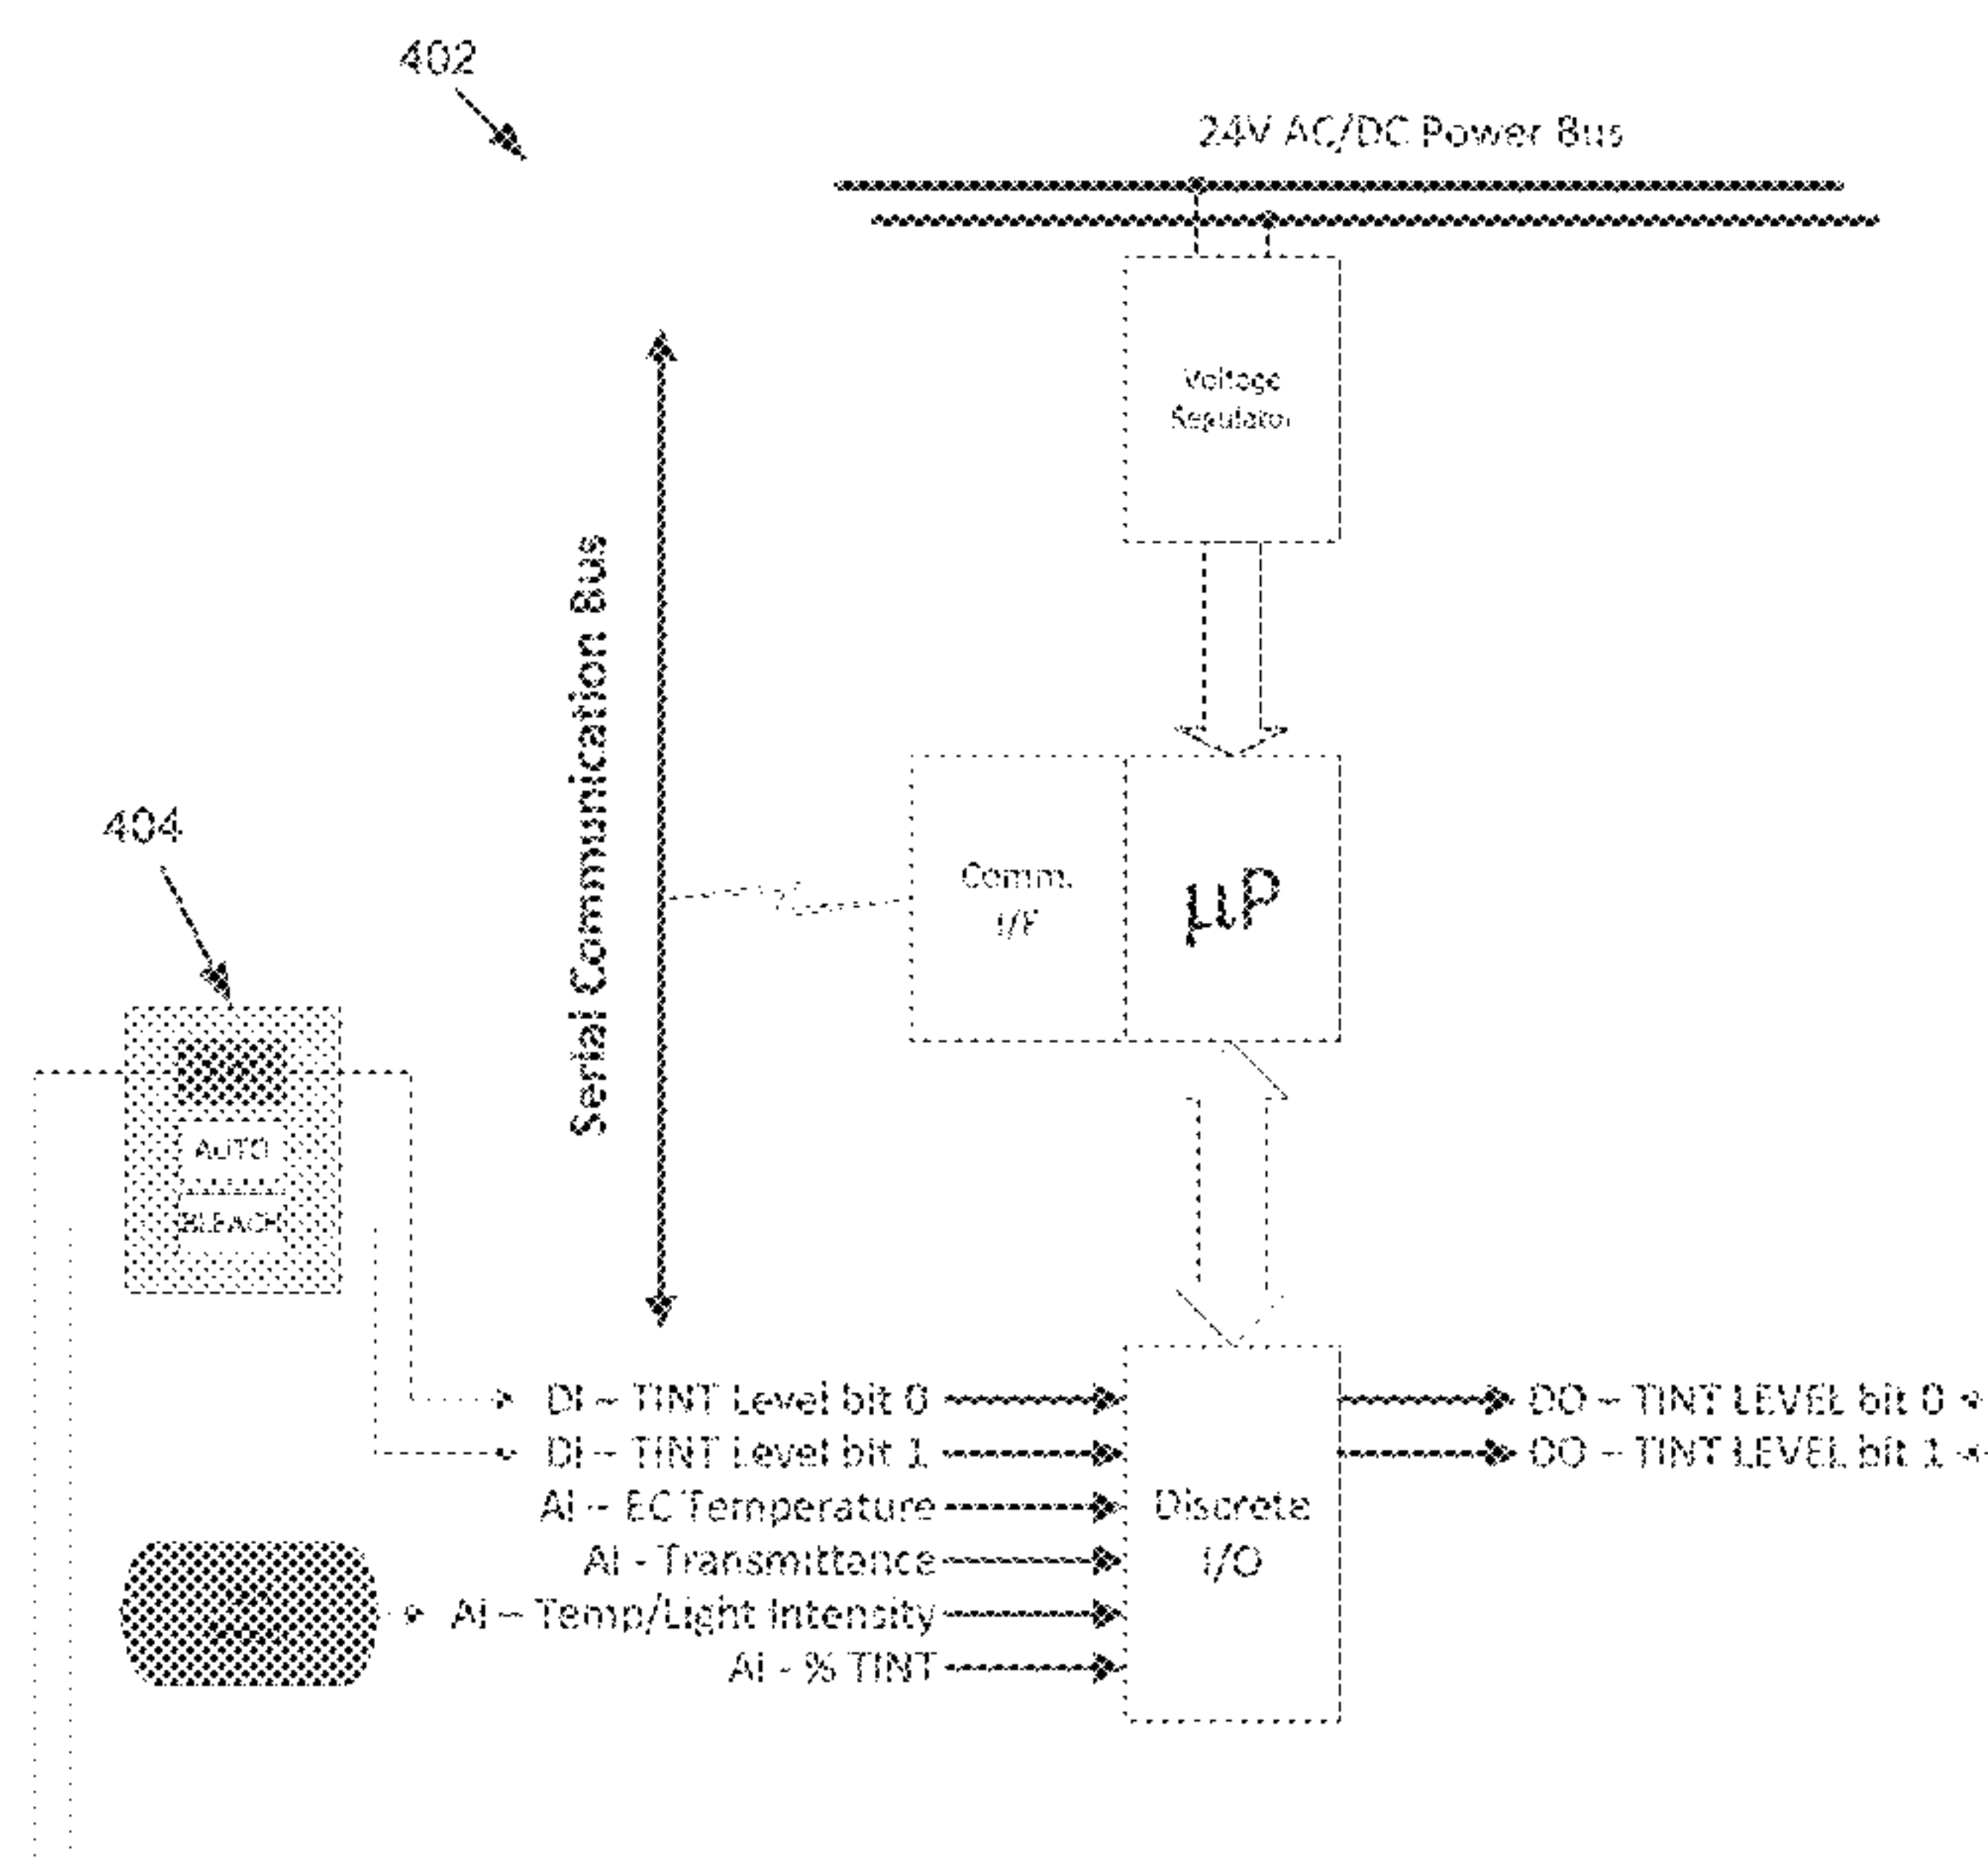 402
24V AC/DC Power Bus
Voltage
Regulator
Serial Communication Bus
404
Comm.
I/F
µP
AUTO
BLEACH
DI – TINT Level bit 0
DI – TINT Level bit 1
AI – EC Temperature
AI - Transmittance
AI – Temp/Light Intensity
AI - % TINT
Discrete
I/O
DO – TINT LEVEL bit 0
DO – TINT LEVEL bit 1